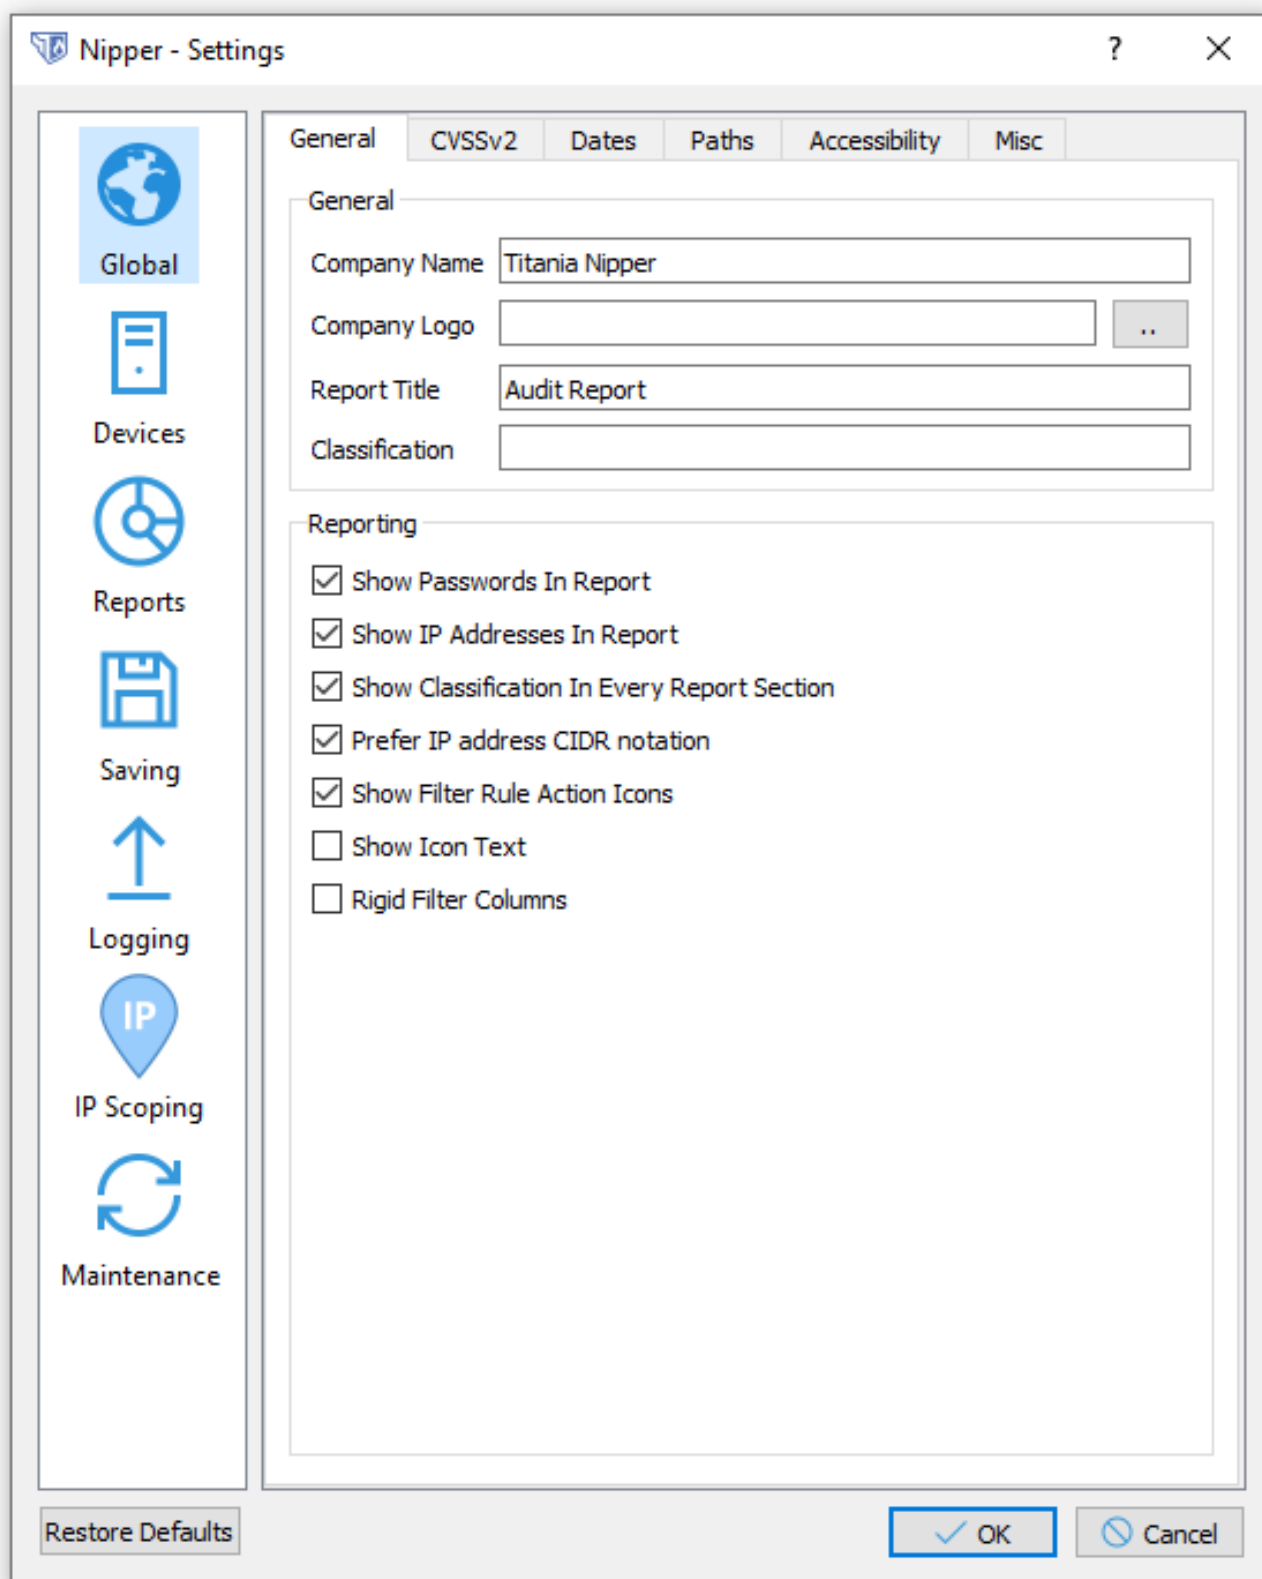 Nipper - Settings
?
Global
Devices
Reports
Saving
Logging
IP
IP Scoping
Maintenance
General CVSSv2 Dates Paths Accessibility Misc
General
Company Name Titania Nipper
Company Logo ..
Report Title Audit Report
Classification
Reporting
Show Passwords In Report
Show IP Addresses In Report
Show Classification In Every Report Section
Prefer IP address CIDR notation
Show Filter Rule Action Icons
Show Icon Text
Rigid Filter Columns
Restore Defaults OK Cancel